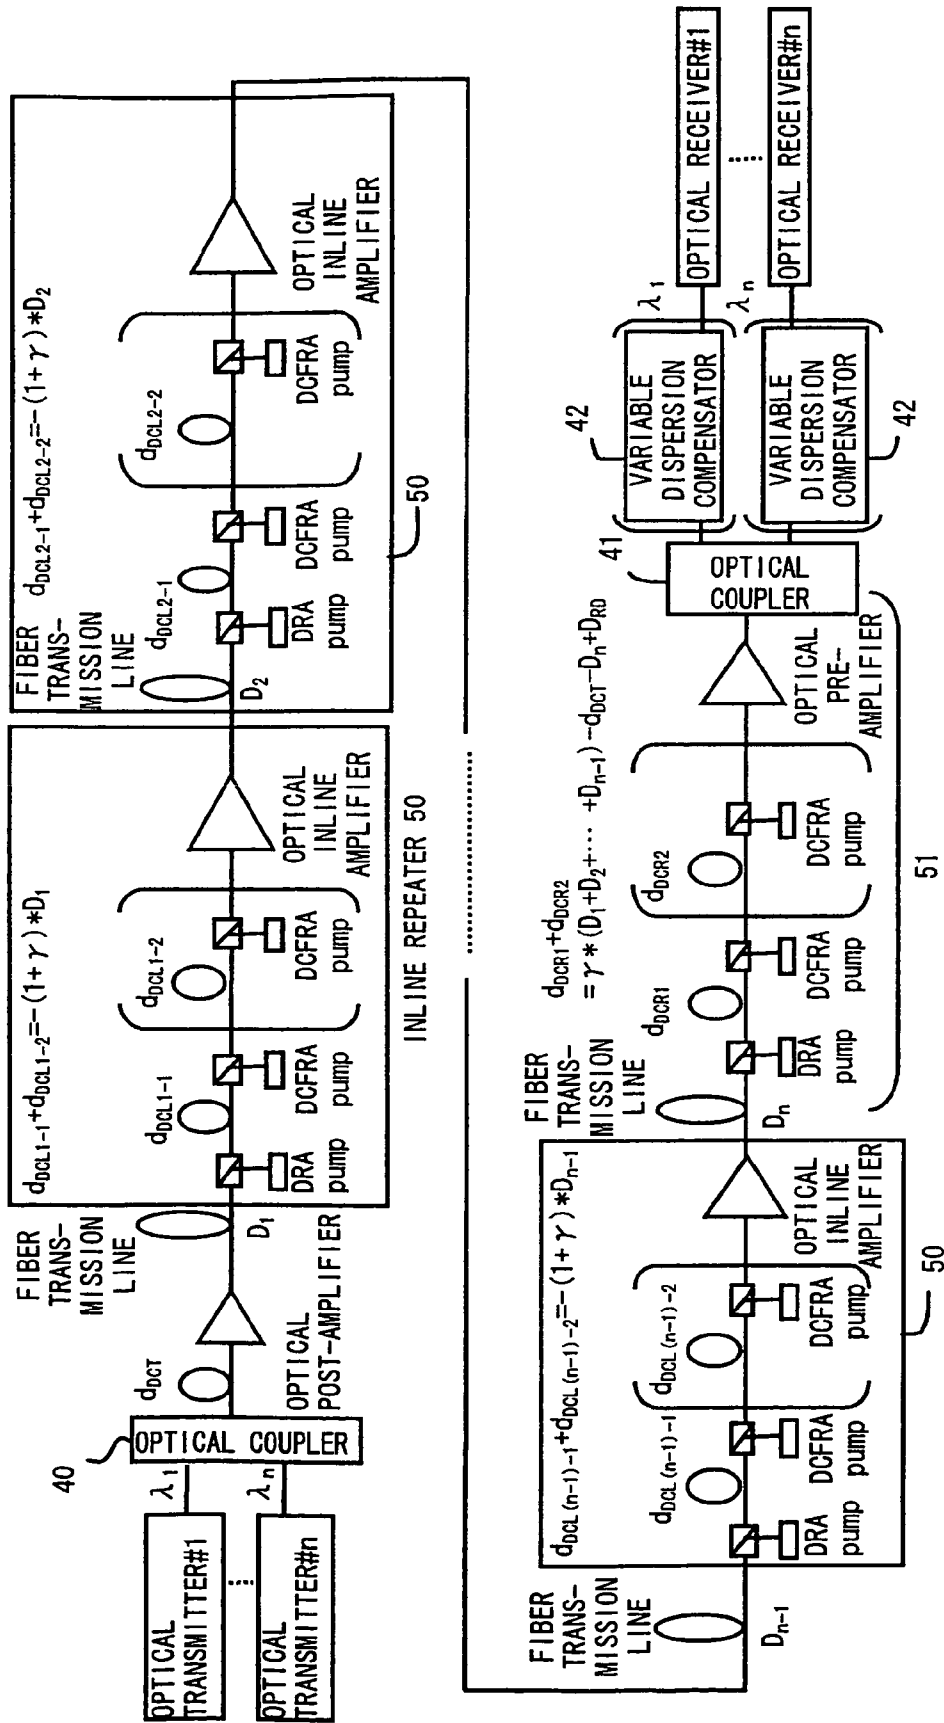 OPTICAL
TRANSMITTER#1
OPTICAL
TRANSMITTER#n
λ1
λn
40
OPTICAL COUPLER
dDCT
OPTICAL
POST-AMPLIFIER
FIBER
TRANS-
MISSION
LINE
D1
dDCL1-1+dDCL1-2=-(1+γ)*D1
DRA
pump
dDCL1-1
DCFRA
pump
dDCL1-2
DCFRA
pump
OPTICAL
INLINE
AMPLIFIER
INLINE REPEATER 50
FIBER
TRANS-
MISSION
LINE
D2
dDCL2-1+dDCL2-2=-(1+γ)*D2
DRA
pump
dDCL2-1
DCFRA
pump
dDCL2-2
DCFRA
pump
OPTICAL
INLINE
AMPLIFIER
50
FIBER
TRANS-
MISSION
LINE
Dn-1
dDCL(n-1)-1+dDCL(n-1)-2=-(1+γ)*Dn-1
DRA
pump
dDCL(n-1)-1
DCFRA
pump
dDCL(n-1)-2
DCFRA
pump
OPTICAL
INLINE
AMPLIFIER
50
FIBER
TRANS-
MISSION
LINE
Dn
dDCR1+dDCR2
=γ*(D1+D2+··· +Dn-1)-dDCT-Dn+DRD
DRA
pump
dDCR1
DCFRA
pump
dDCR2
DCFRA
pump
OPTICAL
PRE-
AMPLIFIER
51
41
OPTICAL
COUPLER
42
VARIABLE
DISPERSION
COMPENSATOR
VARIABLE
DISPERSION
COMPENSATOR
42
λ1
λn
OPTICAL RECEIVER#1
OPTICAL RECEIVER#n